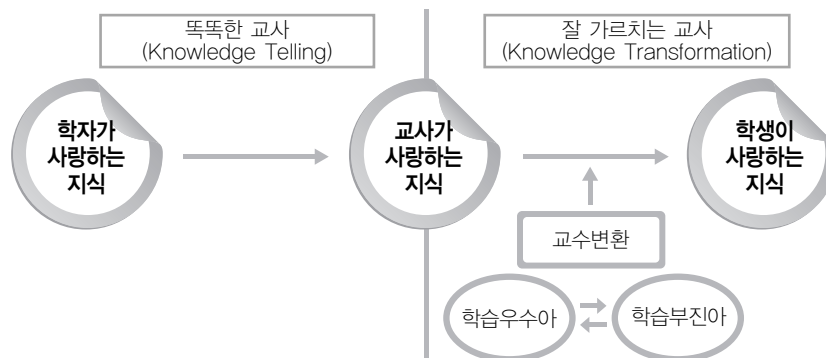 똑똑한 교사
(Knowledge Telling)
잘 가르치는 교사
(Knowledge Transformation)
학자가
사랑하는
지식
교사가
사랑하는
지식
학생이
사랑하는
지식
교수변환
학습우수아
학습부진아